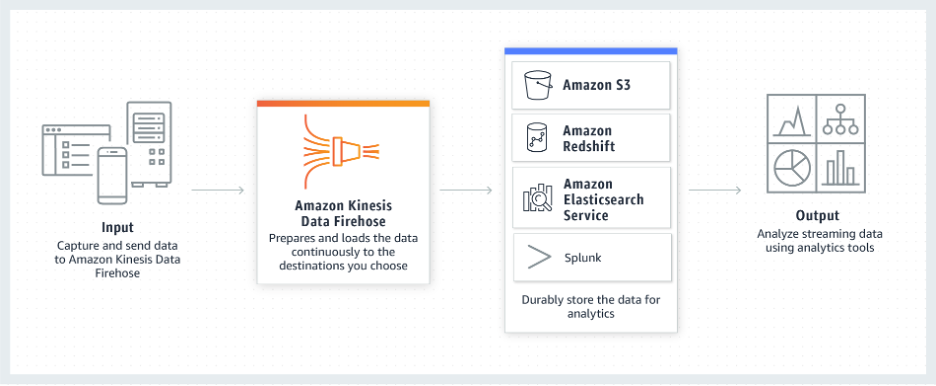 Input
Capture and send data
to Amazon Kinesis Data
Firehose
Amazon Kinesis
Data Firehose
Prepares and loads the data
continuously to the
destinations you choose
Amazon S3
Amazon
Redshift
Amazon
Elasticsearch
Service
Splunk
Durably store the data for
analytics
Output
Analyze streaming data
using analytics tools